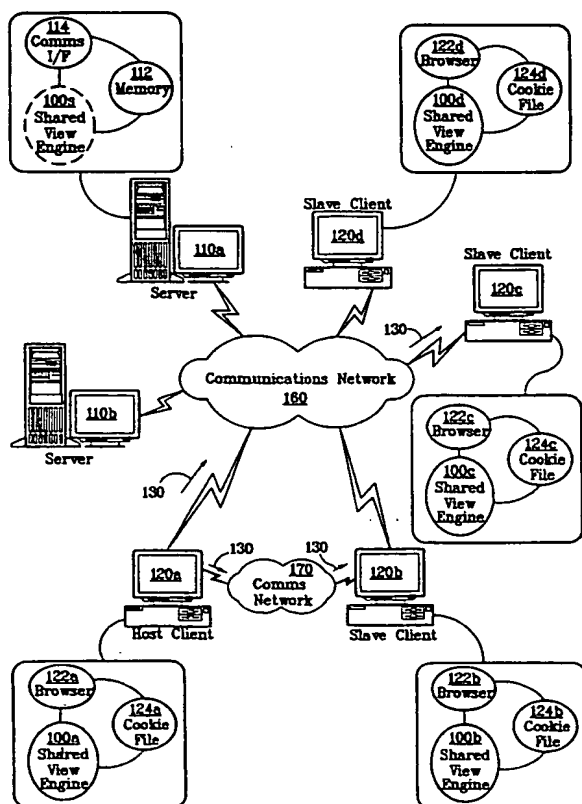 114
Comms
I/F
112
Memory
100s
Shared
View
Engine
122d
Browser
124d
Cookie
File
100d
Shared
View
Engine
Slave Client
120d
110a
Server
Slave Client
120c
130
Communications Network
160
110b
Server
122c
Browser
124c
Cookie
File
100c
Shared
View
Engine
130
130
170
Comms
Network
130
120a
Host Client
120b
Slave Client
122a
Browser
124a
Cookie
File
100a
Shared
View
Engine
122b
Browser
124b
Cookie
File
100b
Shared
View
Engine